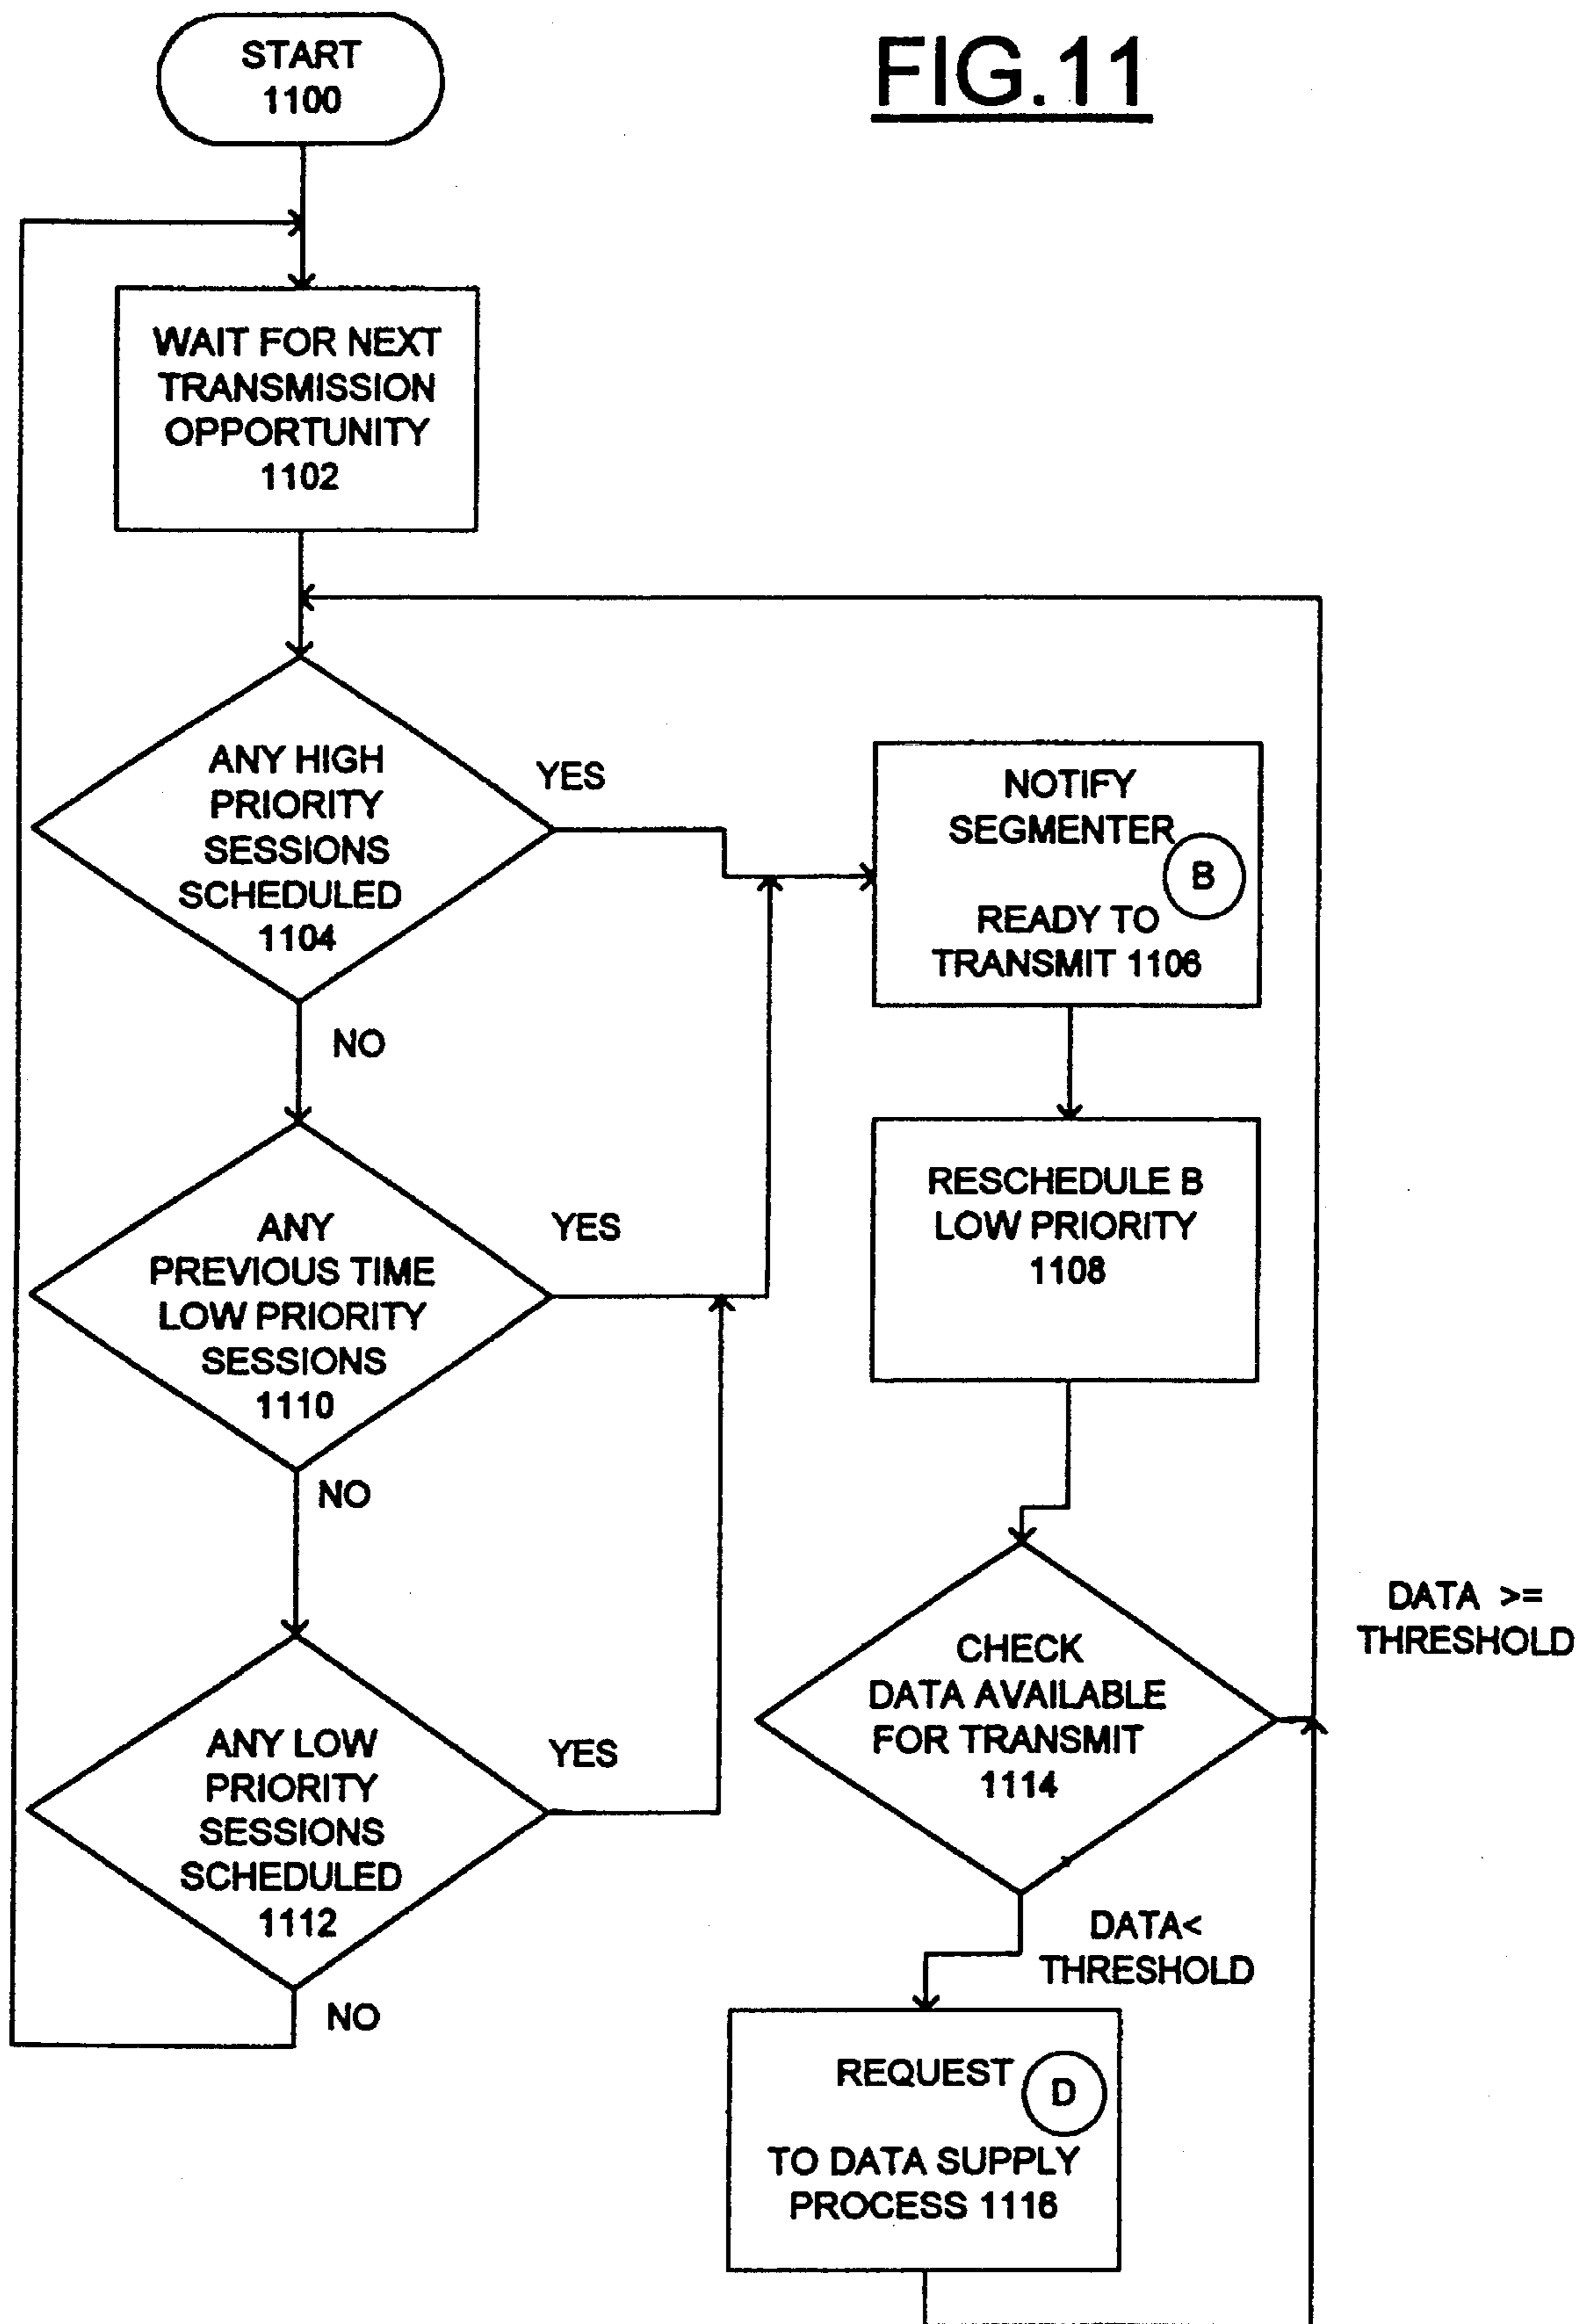 FIG.11
START
1100
WAIT FOR NEXT
TRANSMISSION
OPPORTUNITY
1102
ANY HIGH
PRIORITY
SESSIONS
SCHEDULED
1104
YES
NO
NOTIFY
SEGMENTER
B
READY TO
TRANSMIT 1106
RESCHEDULE B
LOW PRIORITY
1108
ANY
PREVIOUS TIME
LOW PRIORITY
SESSIONS
1110
YES
NO
ANY LOW
PRIORITY
SESSIONS
SCHEDULED
1112
YES
NO
CHECK
DATA AVAILABLE
FOR TRANSMIT
1114
DATA >=
THRESHOLD
DATA<
THRESHOLD
REQUEST
D
TO DATA SUPPLY
PROCESS 1116